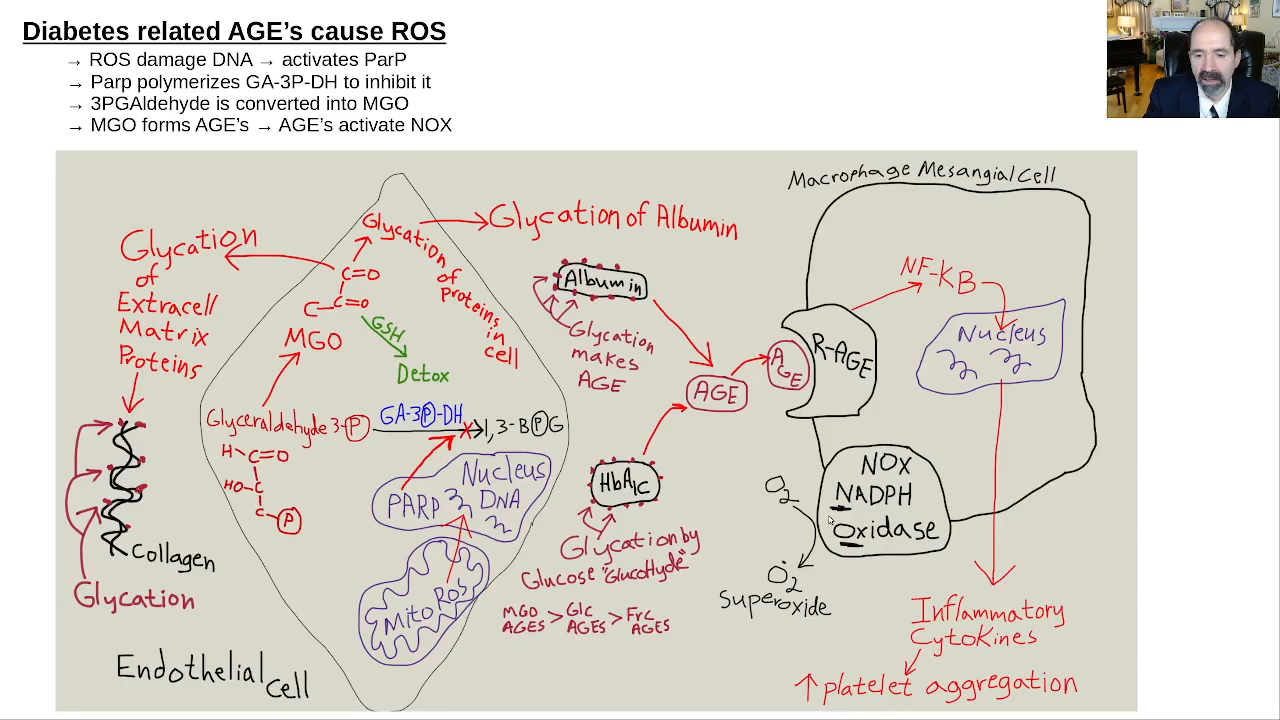 Diabetes related AGE's cause ROS
→ ROS damage DNA → activates ParP
→ Parp polymerizes GA-3P-DH to inhibit it
→ 3PGAldehyde is converted into MGO
→ MGO forms AGE's → AGE's activate NOX
Macrophage Mesangial Cell
Glycation
of
Extracell
Matrix
Proteins
Glycation of Proteins in cell
Glycation of Albumin
C=O
C-C=O
MGO
GSH
Detox
Glyceraldehyde 3-P
H-C=O
HO-C
C-P
GA-3P-DH
X
1,3-BPG
Nucleus
PARP
DNA
Mito
ROS
Collagen
Glycation
Endothelial
Cell
Albumin
Glycation
makes
AGE
AGE
HbA1C
Glycation by
Glucose "GlucoHyde"
MGO AGES > Glc AGES > Frc AGES
AGE
R-AGE
NF-KB
Nucleus
NOX
NADPH
Oxidase
O2
O2
Superoxide
Inflammatory
Cytokines
↑ platelet aggregation